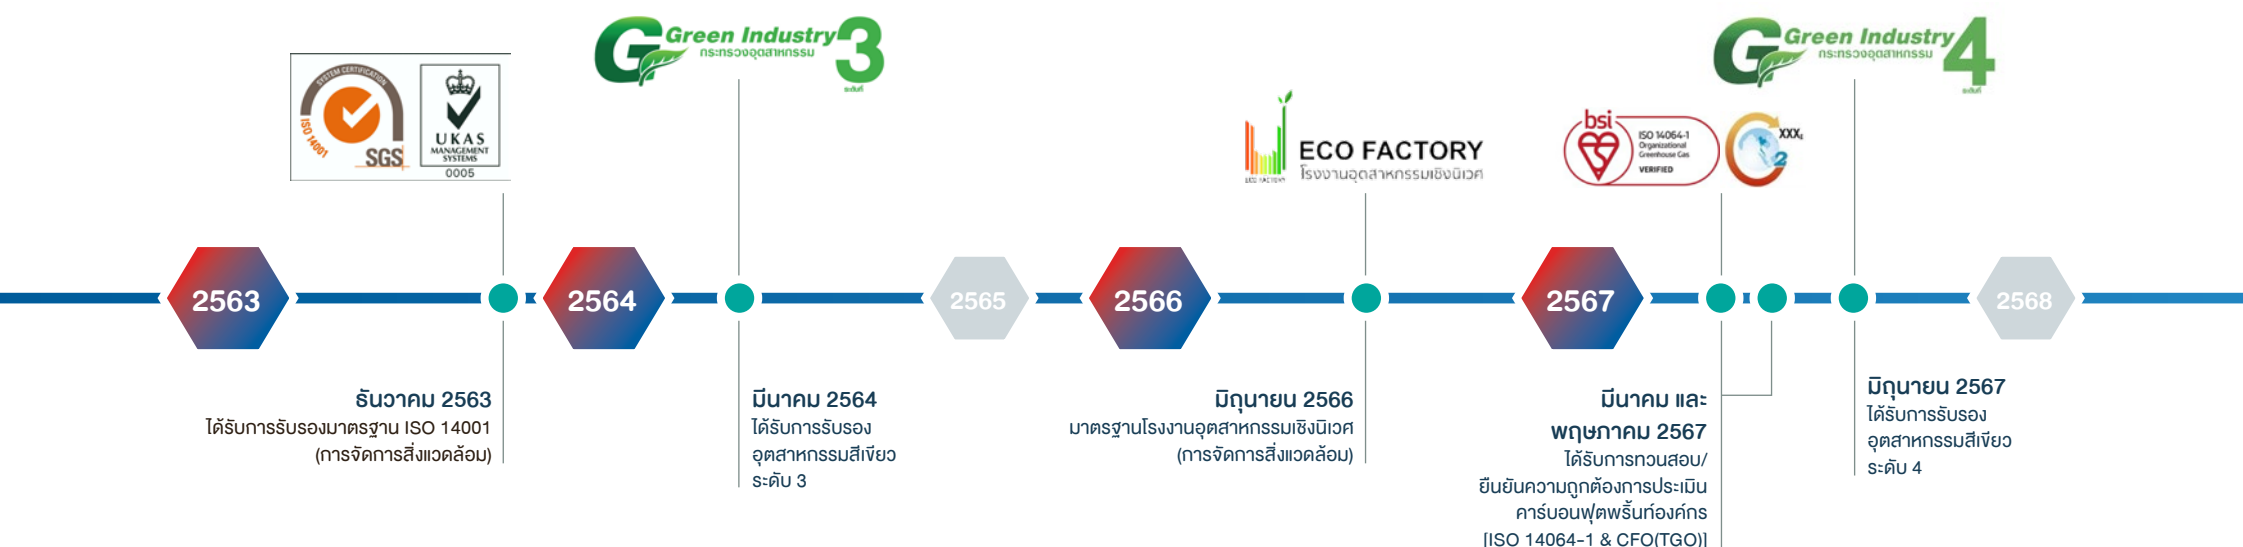 SYSTEM CERTIFICATION
ISO 14001
SGS
UKAS
MANAGEMENT
SYSTEMS
0005
Green Industry
กระทรวงอุตสาหกรรม
ระดับที่
3
ECO FACTORY
ECO FACTORY
โรงงานอุตสาหกรรมเชิงนิเวศ
bsi
ISO 14064-1
Organizational
Greenhouse Gas
VERIFIED
XXX₂
2
Green Industry
กระทรวงอุตสาหกรรม
ระดับที่
4
2563
2564
2565
2566
2567
2568
ธันวาคม 2563
ได้รับการรับรองมาตรฐาน ISO 14001
(การจัดการสิ่งแวดล้อม)
มีนาคม 2564
ได้รับการรับรอง
อุตสาหกรรมสีเขียว
ระดับ 3
มิถุนายน 2566
มาตรฐานโรงงานอุตสาหกรรมเชิงนิเวศ
(การจัดการสิ่งแวดล้อม)
มีนาคม และ
พฤษภาคม 2567
ได้รับการทวนสอบ/
ยืนยันความถูกต้องการประเมิน
คาร์บอนฟุตพริ้นท์องค์กร
[ISO 14064-1 & CFO(TGO)]
มิถุนายน 2567
ได้รับการรับรอง
อุตสาหกรรมสีเขียว
ระดับ 4